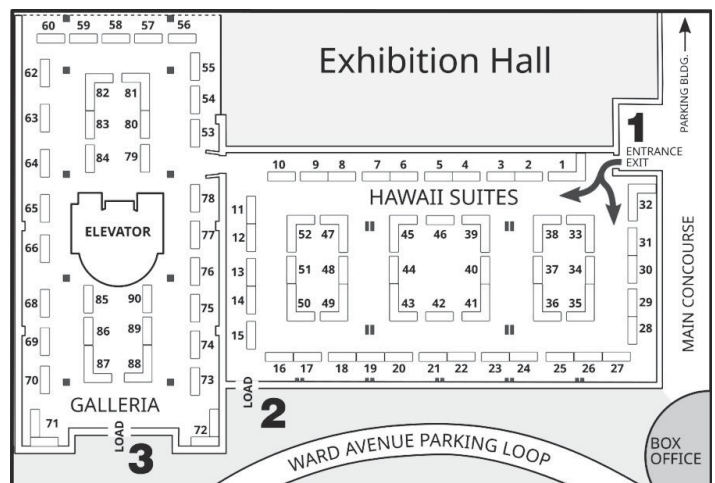 60 59 58 57 56
Exhibition Hall
PARKING BLDG.
62
55
82 81
54
63
83 80
53
1
64
84 79
ENTRANCE
EXIT
10 9 8 7 6 5 4 3 2 1
HAWAII SUITES
65
78
11
32
ELEVATOR
66
77
12
52 47 45 46 39 38 33
31
76
13
51 48 44 40 37 34
30
MAIN CONCOURSE
68
85 90
75
14
50 49 43 42 41 36 35
29
69
86 89
74
15
28
70
87 88
73
16 17 18 19 20 21 22 23 24 25 26 27
GALLERIA
LOAD
2
71
72
LOAD
3
WARD AVENUE PARKING LOOP
BOX
OFFICE